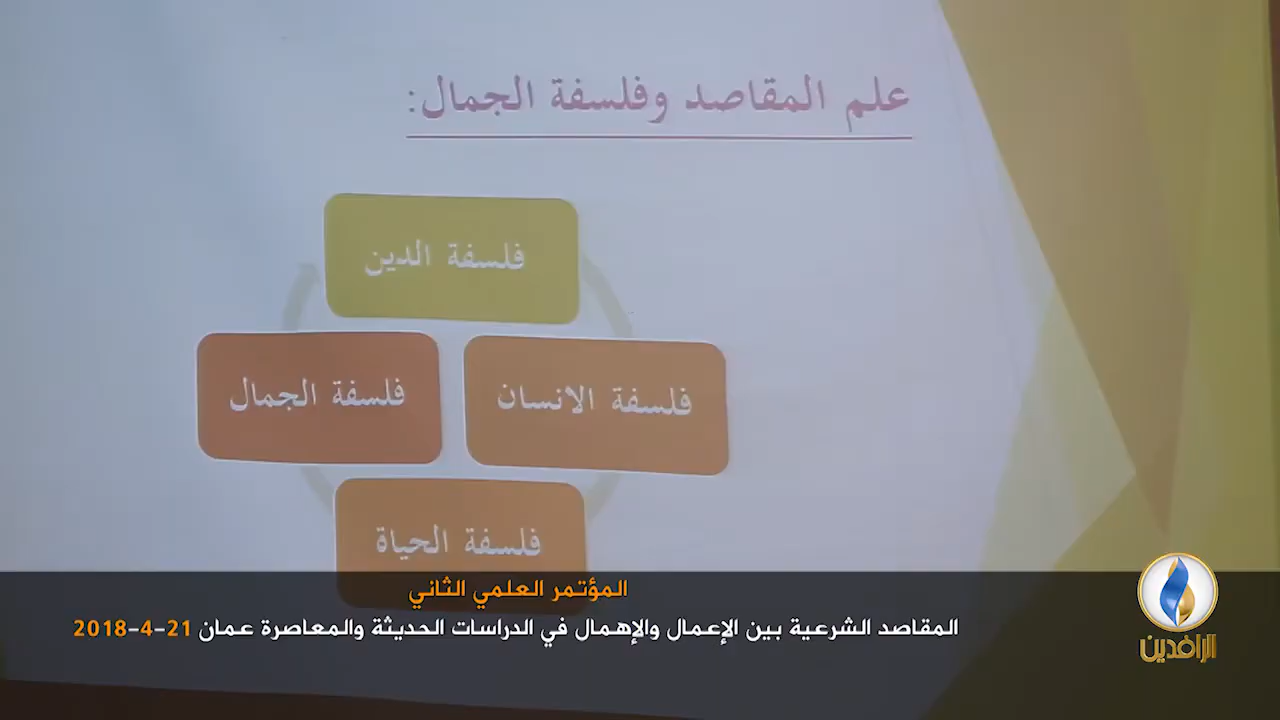 علم المقاصد وفلسفة الجمال:
فلسفة الدين
فلسفة الانسان
فلسفة الجمال
فلسفة الحياة
المؤتمر العلمي الثاني
المقاصد الشرعية بين الإعمال والإهمال في الدراسات الحديثة والمعاصرة عمان 21-4-2018
الرافدين